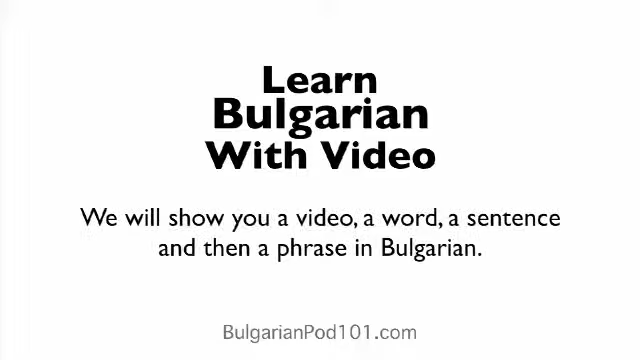 Learn
Bulgarian
With Video
We will show you a video, a word, a sentence
and then a phrase in Bulgarian.
BulgarianPod101.com